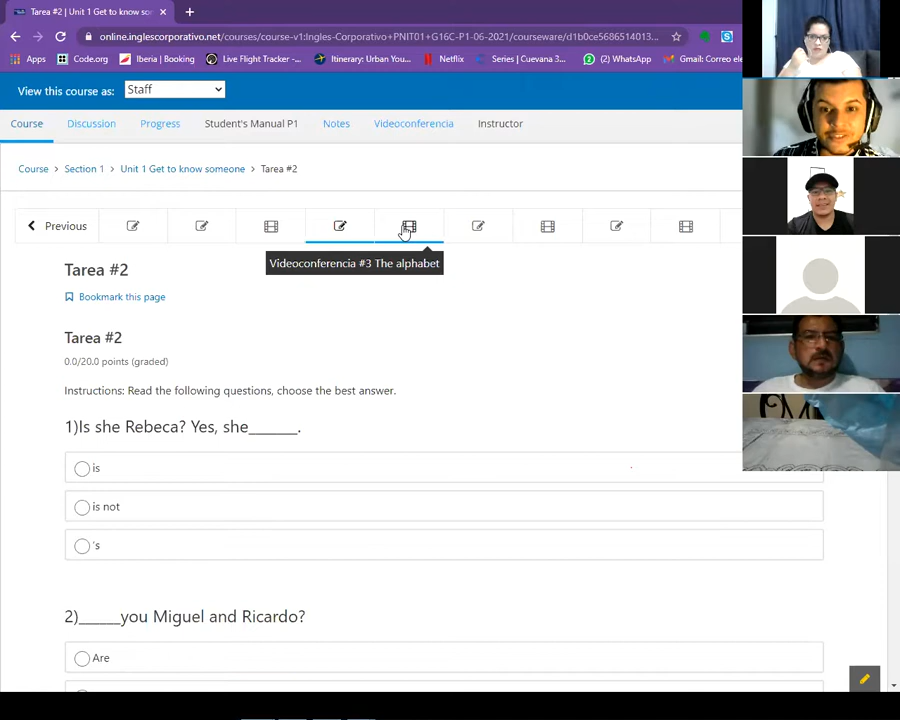 Tarea #2 | Unit 1 Get to know so
online.inglescorporativo.net/courses/course-v1:Ingles-Corporativo+PNIT01+G16C-P1-06-2021/courseware/d1b0ce5686514013...
Apps Code.org Iberia | Booking Live Flight Tracker -... Itinerary: Urban You... Netflix Series | Cuevana 3... (2) WhatsApp Gmail: Correo ele
View this course as: Staff
Course Discussion Progress Student's Manual P1 Notes Videoconferencia Instructor
Course > Section 1 > Unit 1 Get to know someone > Tarea #2
Previous
Videoconferencia #3 The alphabet
Tarea #2
Bookmark this page
Tarea #2
0.0/20.0 points (graded)
Instructions: Read the following questions, choose the best answer.
1)Is she Rebeca? Yes, she______.
is
is not
's
2)_____you Miguel and Ricardo?
Are